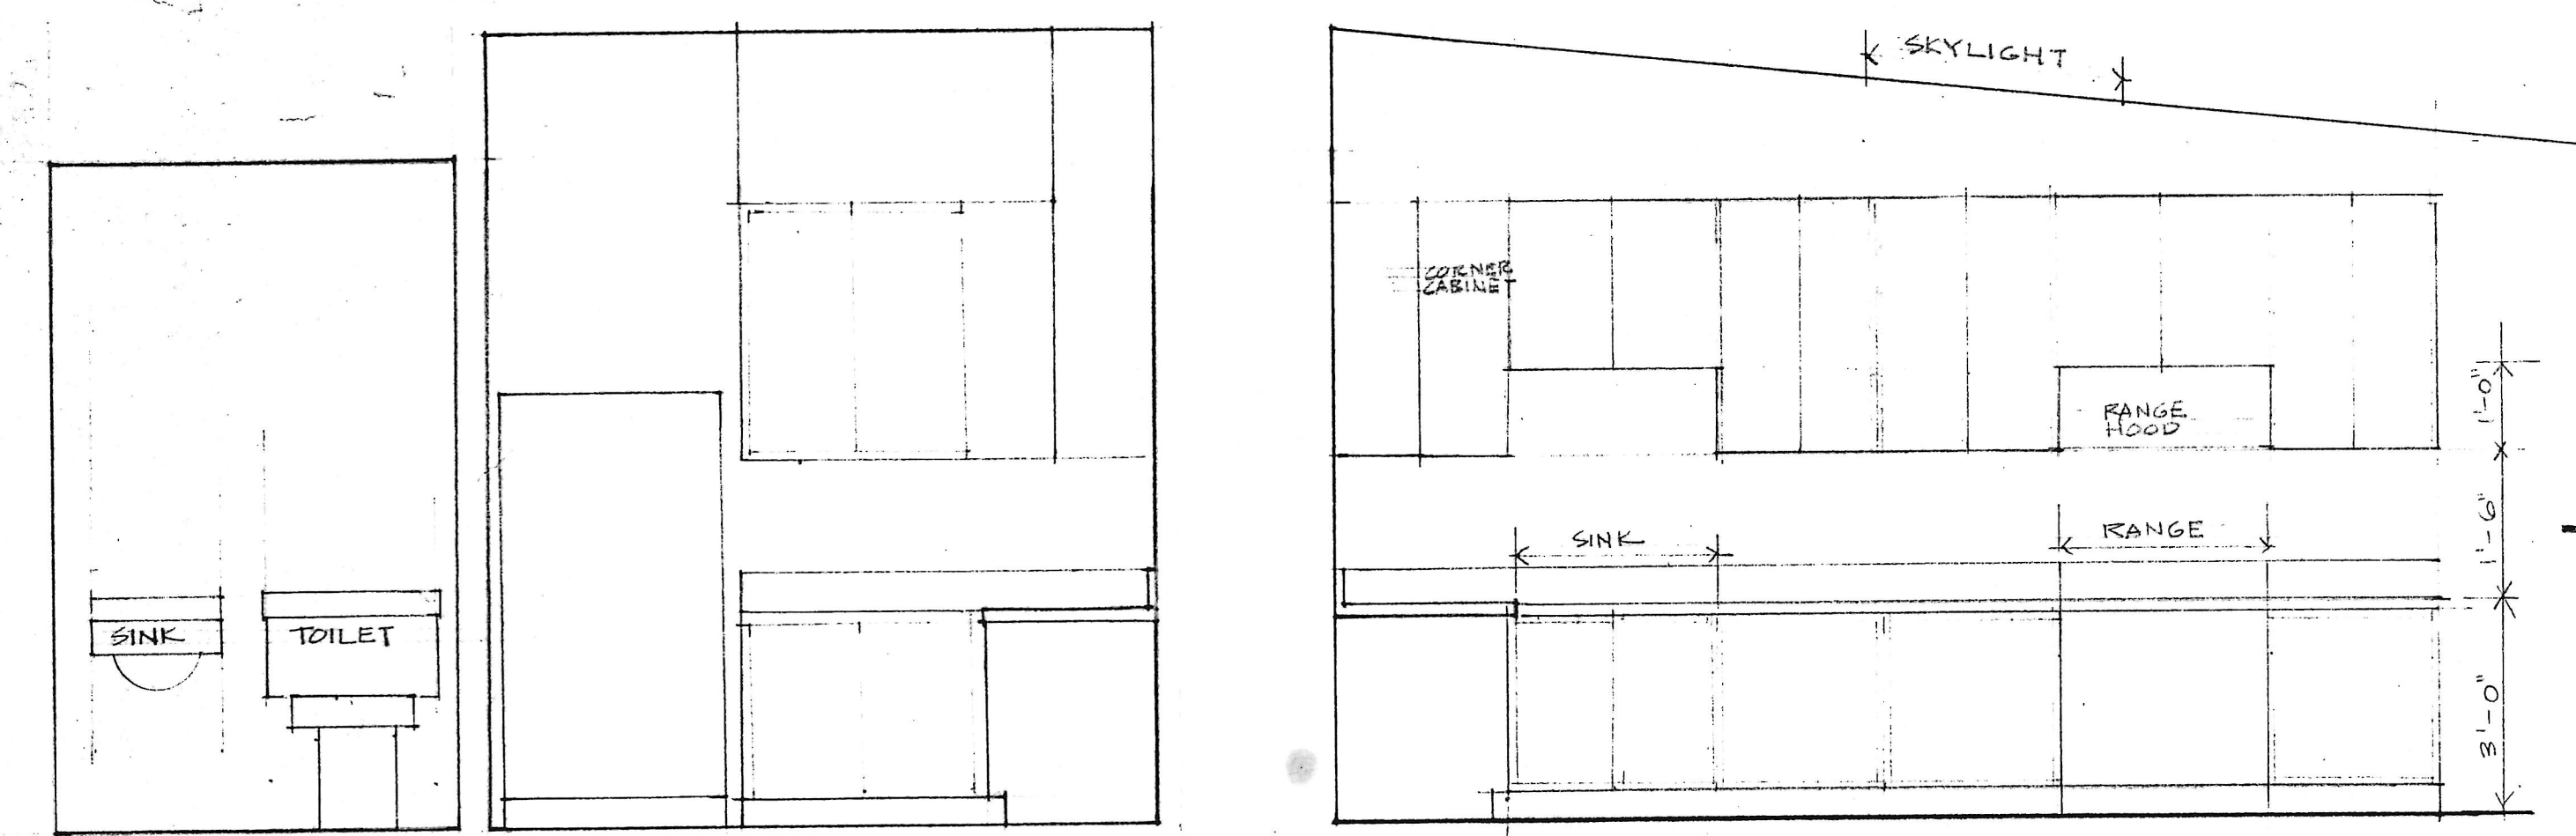 SKYLIGHT
CORNER
CABINET
RANGE
HOOD
1'-0"
SINK
RANGE
1'-6"
SINK
TOILET
3'-0"